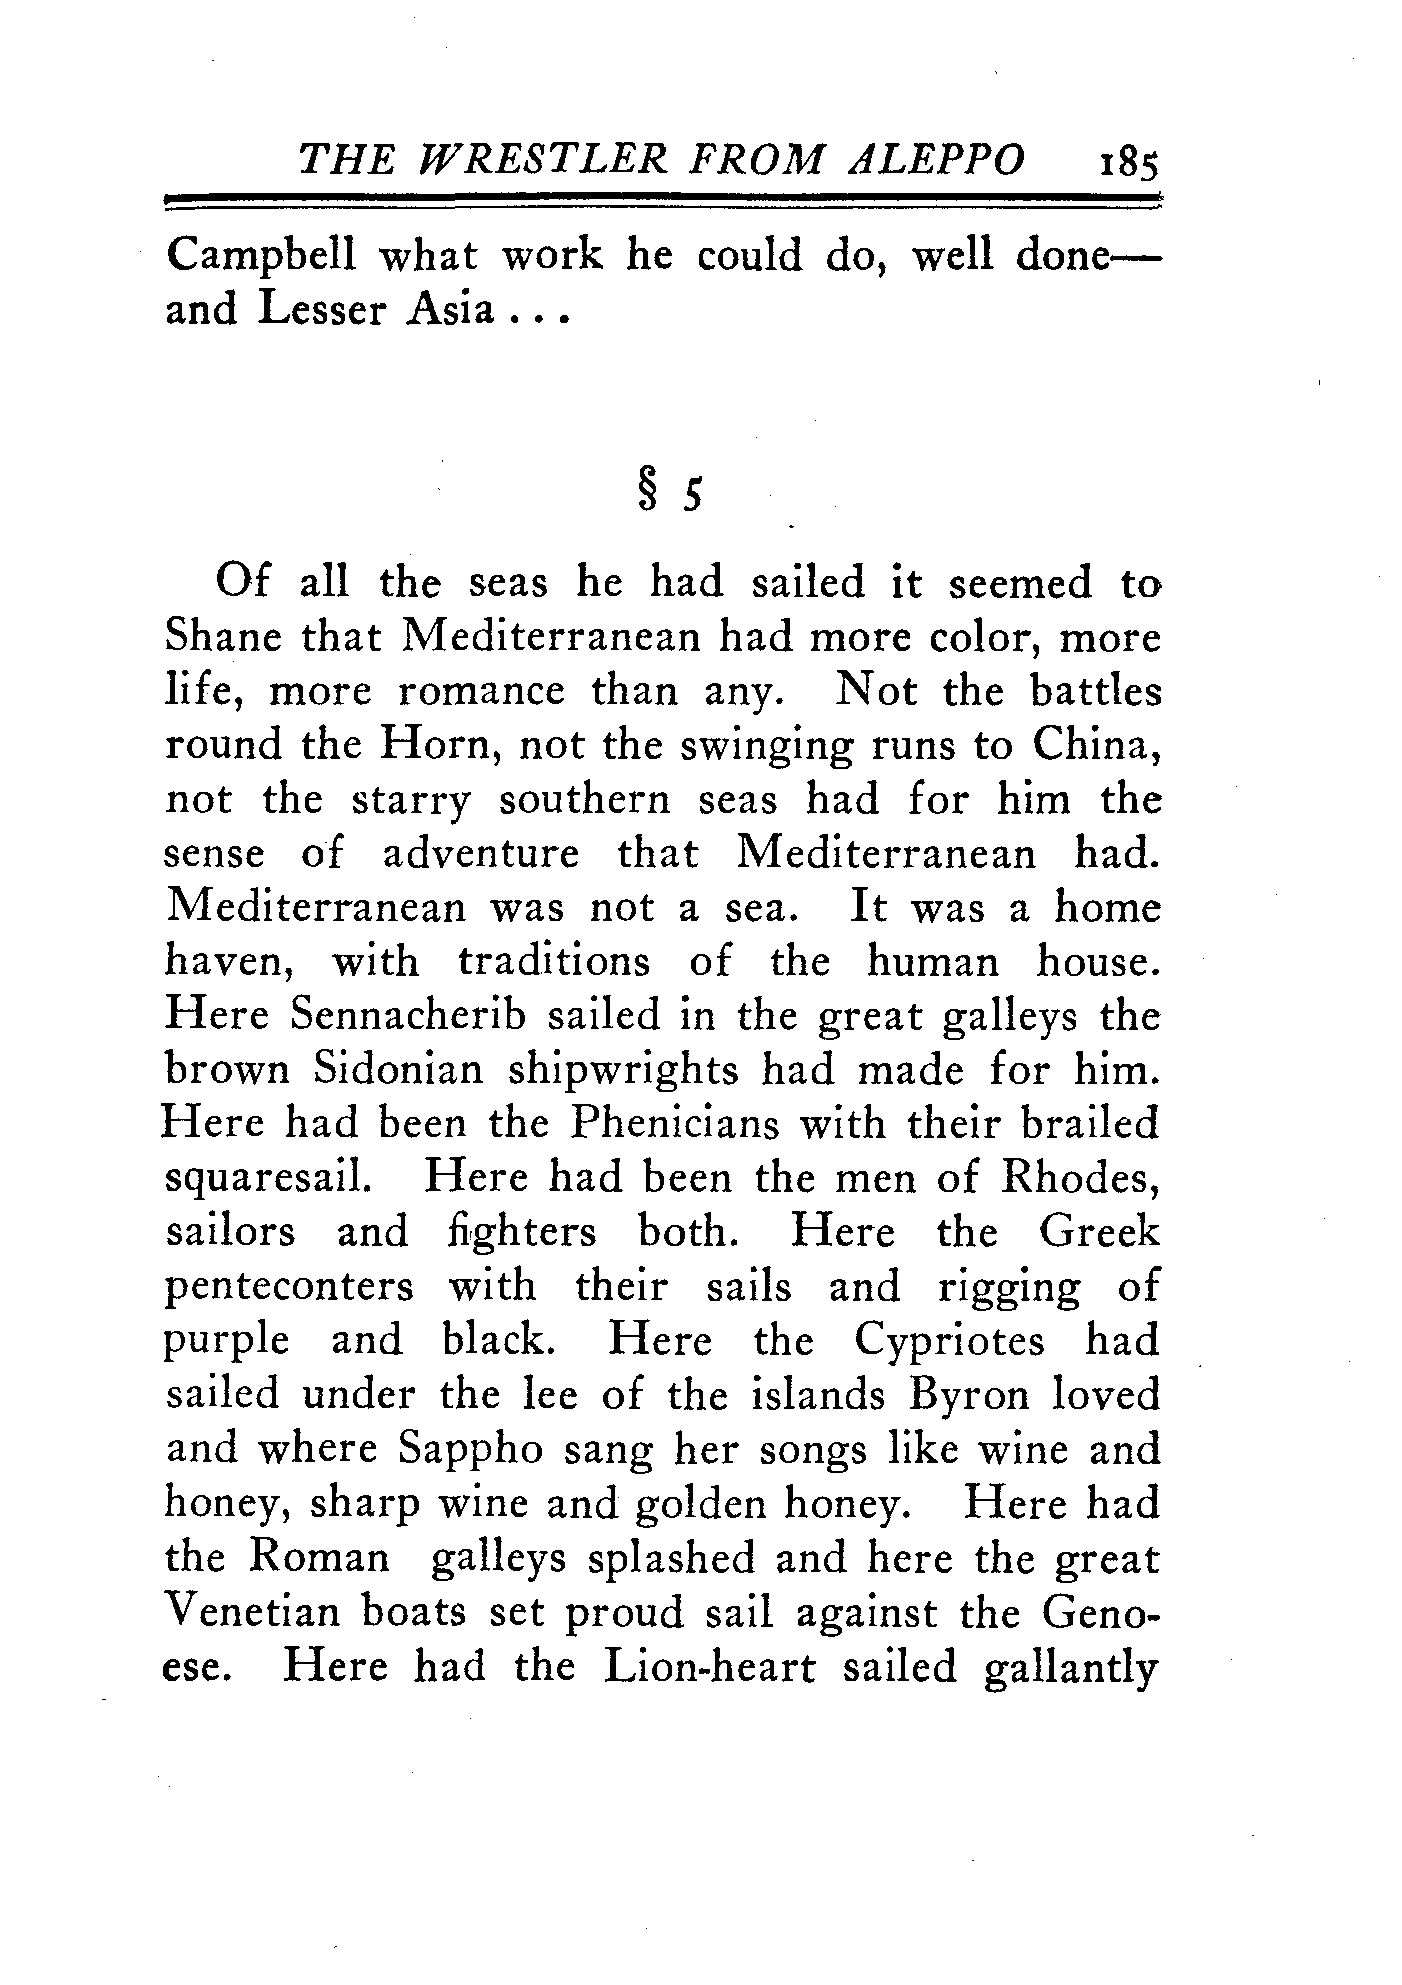 THE WRESTLER FROM ALEPPO 185
Campbell what work he could do, well done—
and Lesser Asia . . .
§ 5
Of all the seas he had sailed it seemed to
Shane that Mediterranean had more color, more
life, more romance than any. Not the battles
round the Horn, not the swinging runs to China,
not the starry southern seas had for him the
sense of adventure that Mediterranean had.
Mediterranean was not a sea. It was a home
haven, with traditions of the human house.
Here Sennacherib sailed in the great galleys the
brown Sidonian shipwrights had made for him.
Here had been the Phenicians with their brailed
squaresail. Here had been the men of Rhodes,
sailors and fighters both. Here the Greek
penteconters with their sails and rigging of
purple and black. Here the Cypriotes had
sailed under the lee of the islands Byron loved
and where Sappho sang her songs like wine and
honey, sharp wine and golden honey. Here had
the Roman galleys splashed and here the great
Venetian boats set proud sail against the Geno-
ese. Here had the Lion-heart sailed gallantly